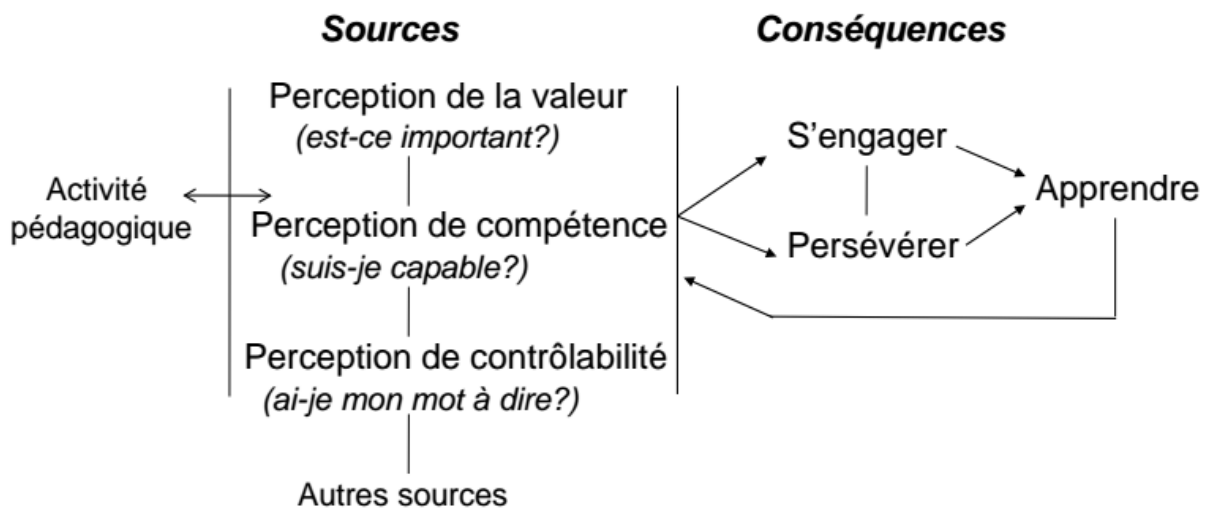 Sources
Conséquences
Perception de la valeur
(est-ce important?)
S'engager
Activité
pédagogique
Apprendre
Perception de compétence
(suis-je capable?)
Persévérer
Perception de contrôlabilité
(ai-je mon mot à dire?)
Autres sources